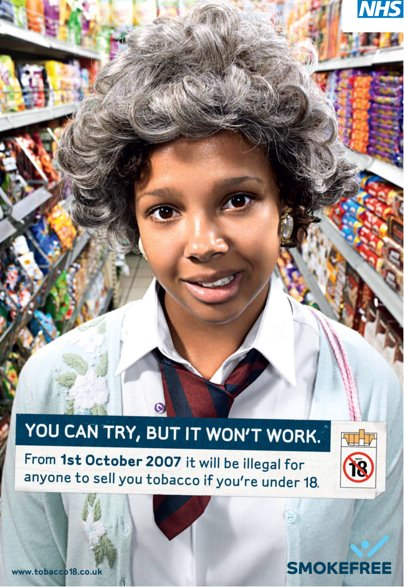 NHS
YOU CAN TRY, BUT IT WON'T WORK.
From 1st October 2007 it will be illegal for
anyone to sell you tobacco if you're under 18.
18
www.tobacco18.co.uk
SMOKEFREE